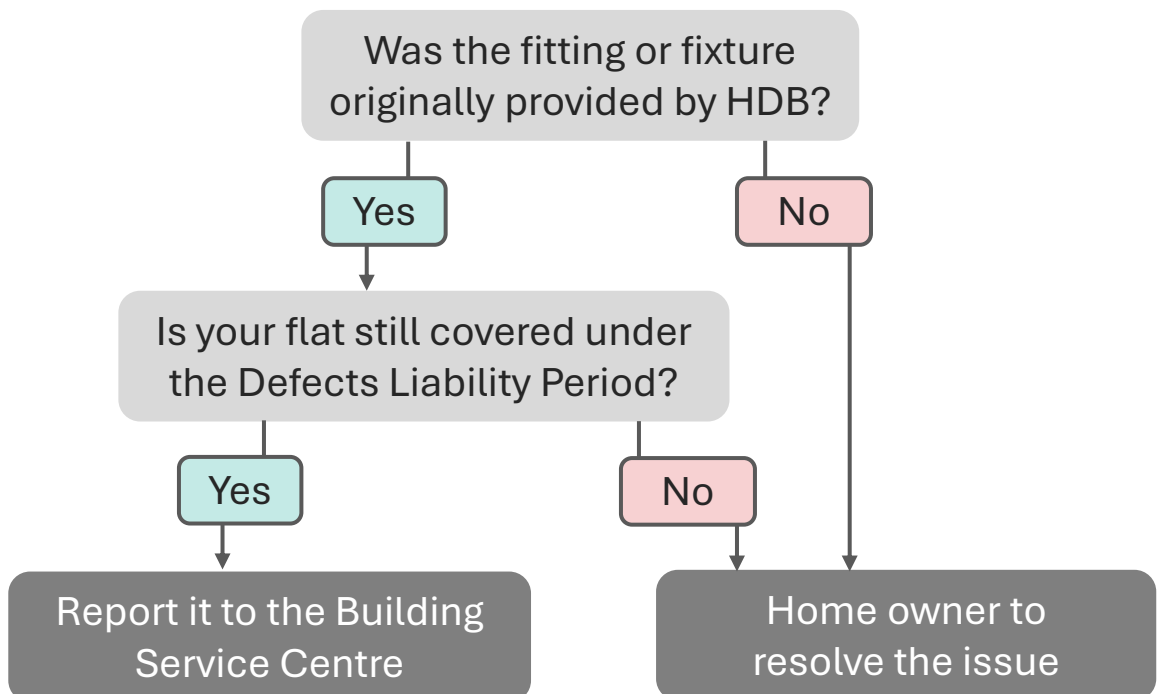 Was the fitting or fixture
originally provided by HDB?
Yes
No
Is your flat still covered under
the Defects Liability Period?
Yes
No
Report it to the Building
Service Centre
Home owner to
resolve the issue